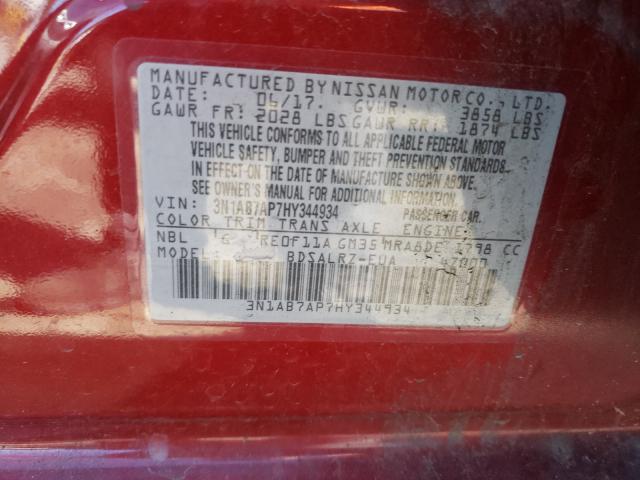 MANUFACTURED BY NISSAN MOTOR CO., LTD.
DATE: 06/17 GVWR: 3858 LBS
GAWR FR: 2028 LBS GAWR RR: 1874 LBS
THIS VEHICLE CONFORMS TO ALL APPLICABLE FEDERAL MOTOR
VEHICLE SAFETY, BUMPER AND THEFT PREVENTION STANDARDS
IN EFFECT ON THE DATE OF MANUFACTURE SHOWN ABOVE.
SEE OWNER'S MANUAL FOR ADDITIONAL INFORMATION.
VIN: 3N1AB7AP7HY344934 PASSENGER CAR.
COLOR TRIM TRANS AXLE ENGINE:
NBL G RE0F11A GM35 MRA8DE 1798 CC
MODEL: BDSALRZ-EUA
3N1AB7AP7HY344934